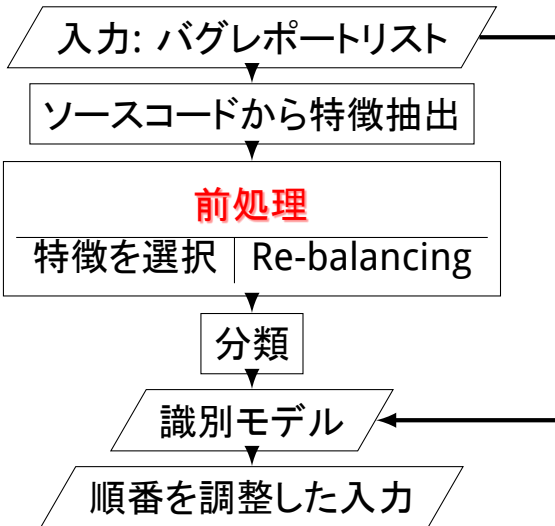 入力: バグレポートリスト
ソースコードから特徴抽出
前処理
特徴を選択 Re-balancing
分類
識別モデル
順番を調整した入力